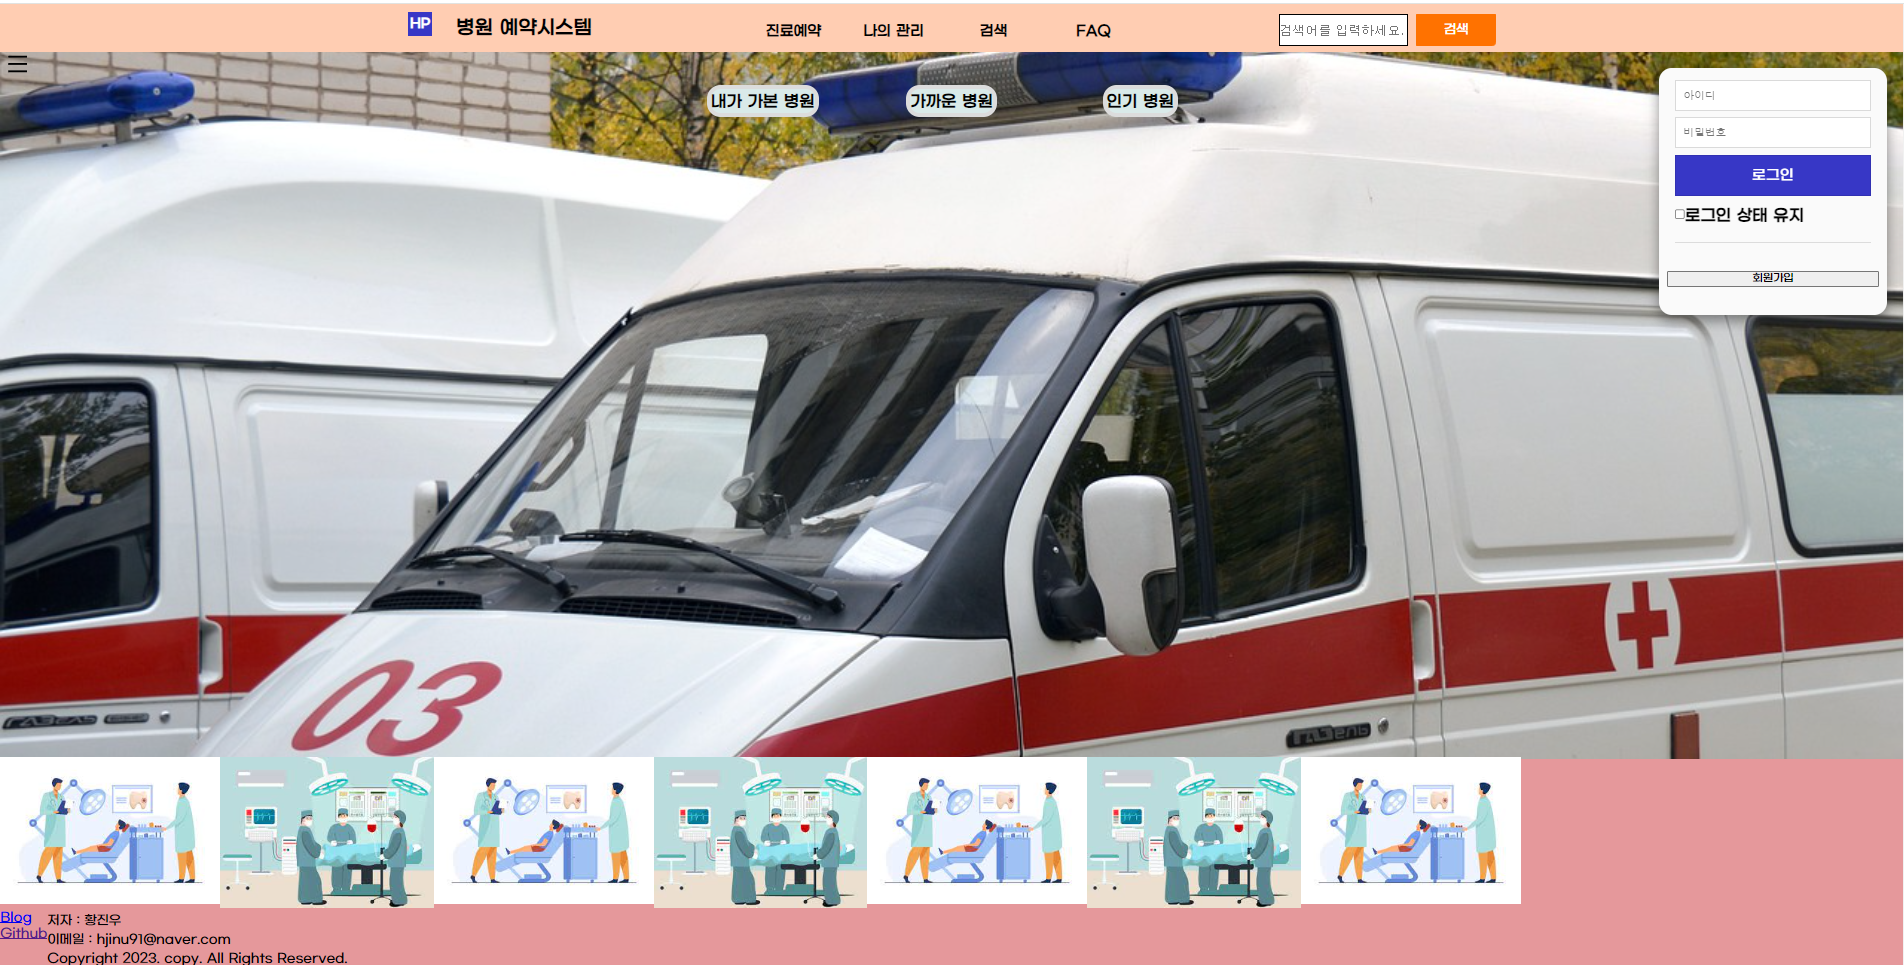 HP 병원 예약시스템 진료예약 나의 관리 검색 FAQ 검색어를 입력하세요. 검색
내가 가본 병원 가까운 병원 인기 병원
아이디
비밀번호
로그인
로그인 상태 유지
회원가입
03
Blog
Github
저자 : 황진우
이메일 : hjinu91@naver.com
Copyright 2023. copy. All Rights Reserved.